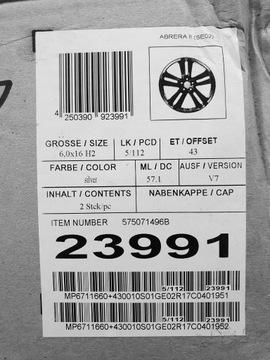 ABRERA II (SE02)
4 250390 923991
GROSSE / SIZE LK / PCD ET / OFFSET
6,0x16 H2 5/112 43
FARBE / COLOR ML / DC AUSF / VERSION
silver 57.1 V7
INHALT / CONTENTS NABENKAPPE / CAP
2 Stck/pc
ITEM NUMBER 575071496B
23991
5/112 23991
MP6711660+430010S01GE02R17C0401951
5/112 23991
MP6711660+430010S01GE02R17C0401952